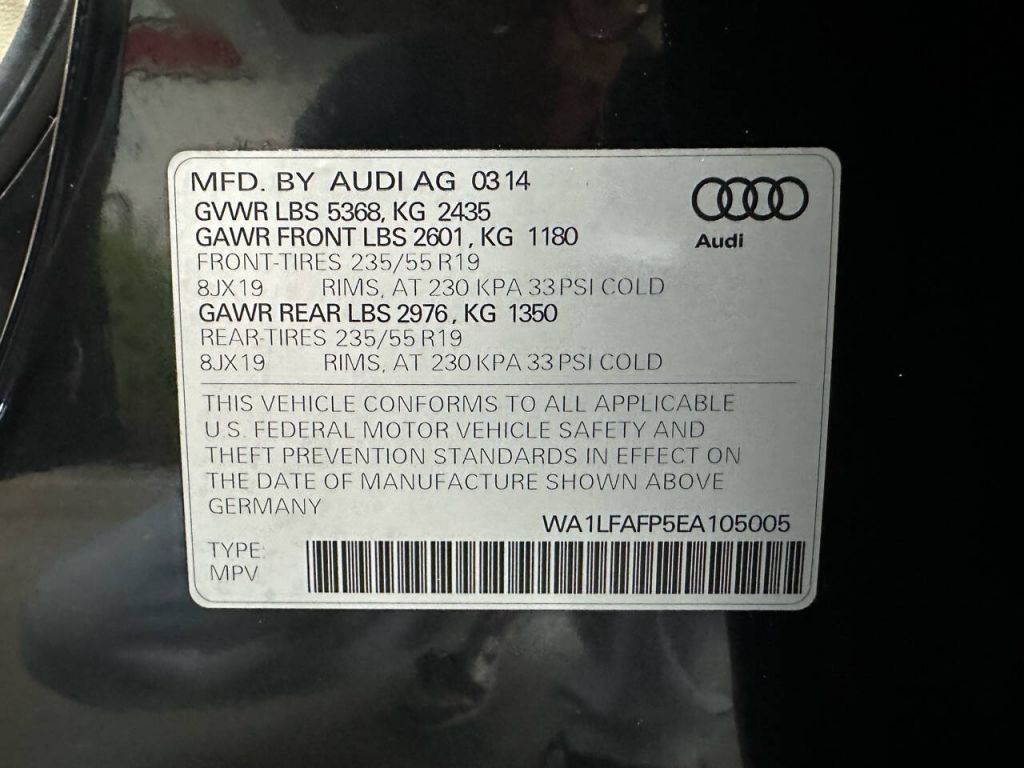 MFD. BY AUDI AG 03 14
GVWR LBS 5368, KG 2435
GAWR FRONT LBS 2601, KG 1180
Audi
FRONT-TIRES 235/55 R19
8JX19 RIMS, AT 230 KPA 33 PSI COLD
GAWR REAR LBS 2976, KG 1350
REAR-TIRES 235/55 R19
8JX19 RIMS, AT 230 KPA 33 PSI COLD
THIS VEHICLE CONFORMS TO ALL APPLICABLE
U.S. FEDERAL MOTOR VEHICLE SAFETY AND
THEFT PREVENTION STANDARDS IN EFFECT ON
THE DATE OF MANUFACTURE SHOWN ABOVE
GERMANY
WA1LFAFP5EA105005
TYPE:
MPV